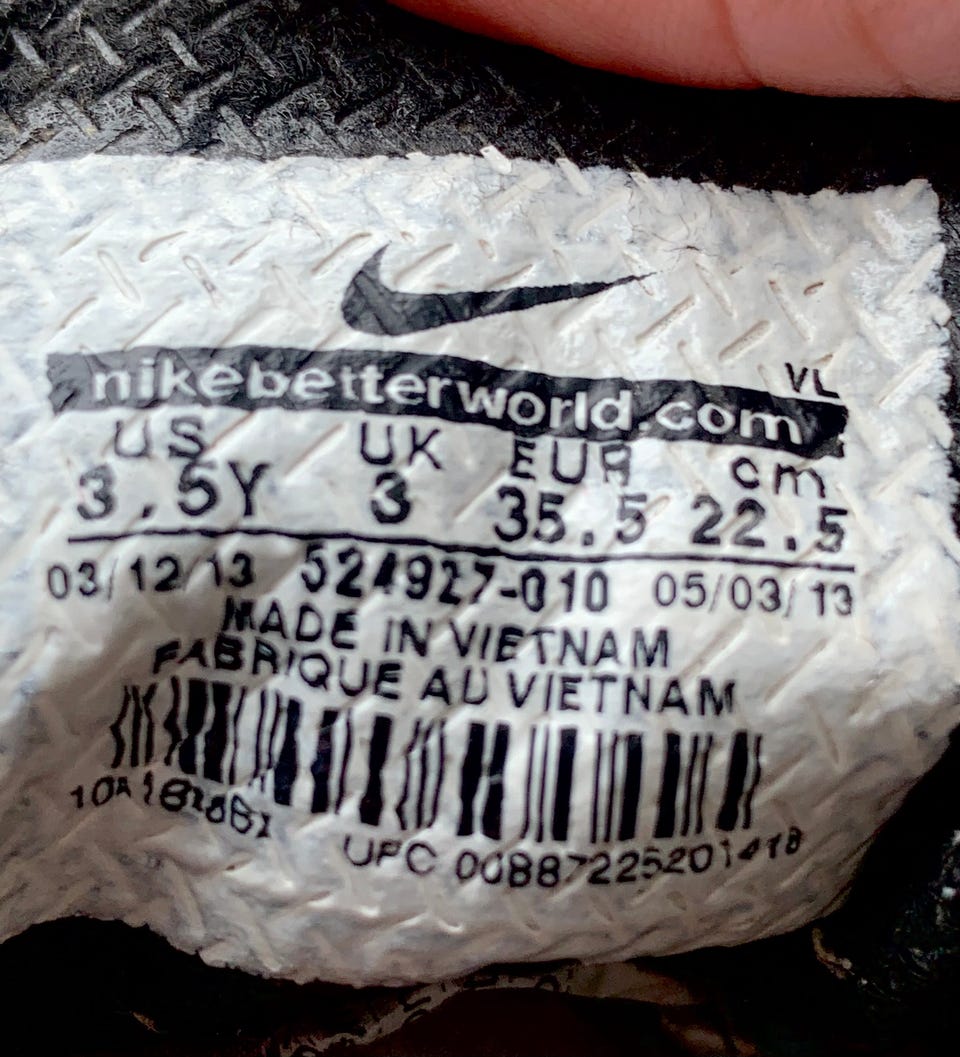 nikebetterworld.com VL
US UK EUR cm
3.5Y 3 35.5 22.5
03/12/13 524927-010 05/03/13
MADE IN VIETNAM
FABRIQUE AU VIETNAM
UPC 00887225201418